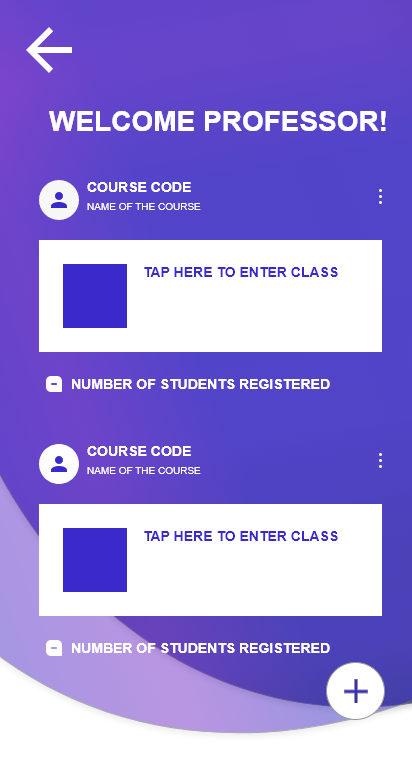 WELCOME PROFESSOR!
COURSE CODE
NAME OF THE COURSE
TAP HERE TO ENTER CLASS
NUMBER OF STUDENTS REGISTERED
COURSE CODE
NAME OF THE COURSE
TAP HERE TO ENTER CLASS
NUMBER OF STUDENTS REGISTERED